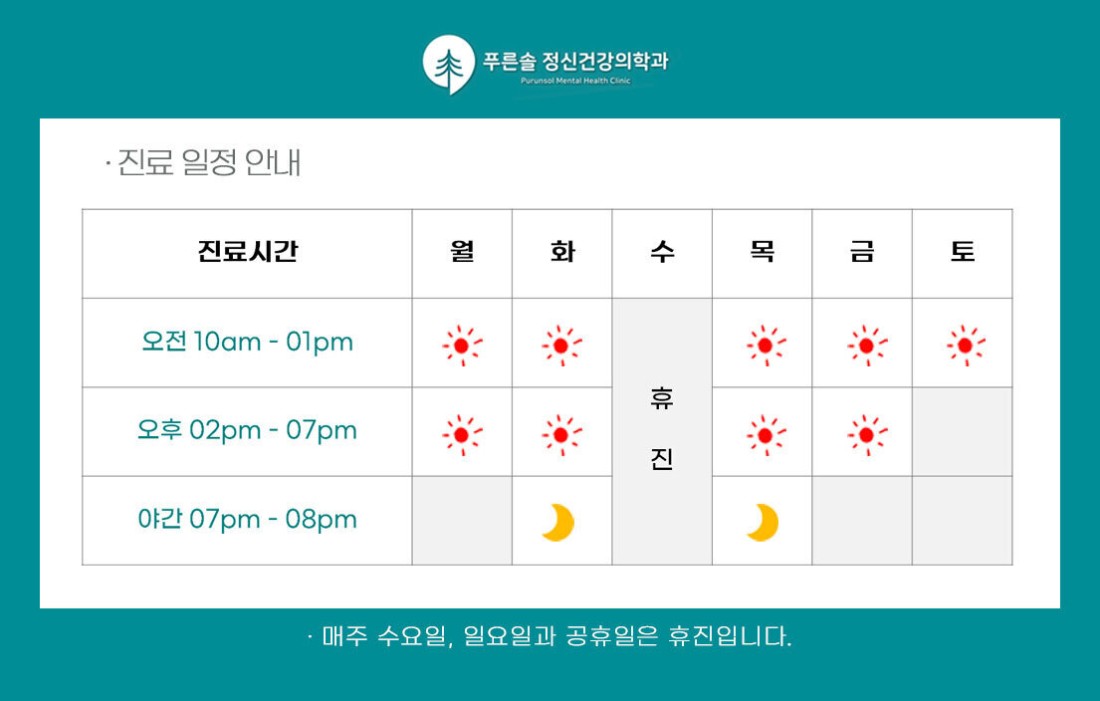 푸른솔 정신건강의학과
Purunsol Mental Health Clinic
· 진료 일정 안내
진료시간 월 화 수 목 금 토
오전 10am - 01pm
오후 02pm - 07pm
야간 07pm - 08pm
휴
진
· 매주 수요일, 일요일과 공휴일은 휴진입니다.